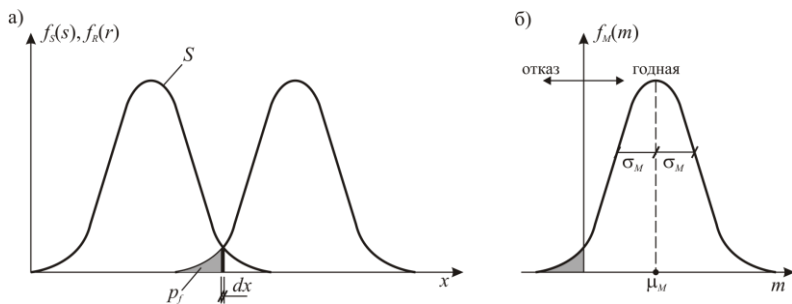 а)
f_S(s), f_R(r)
S
p_f
dx
x
б)
f_M(m)
отказ
годная
σ_M
σ_M
μ_M
m